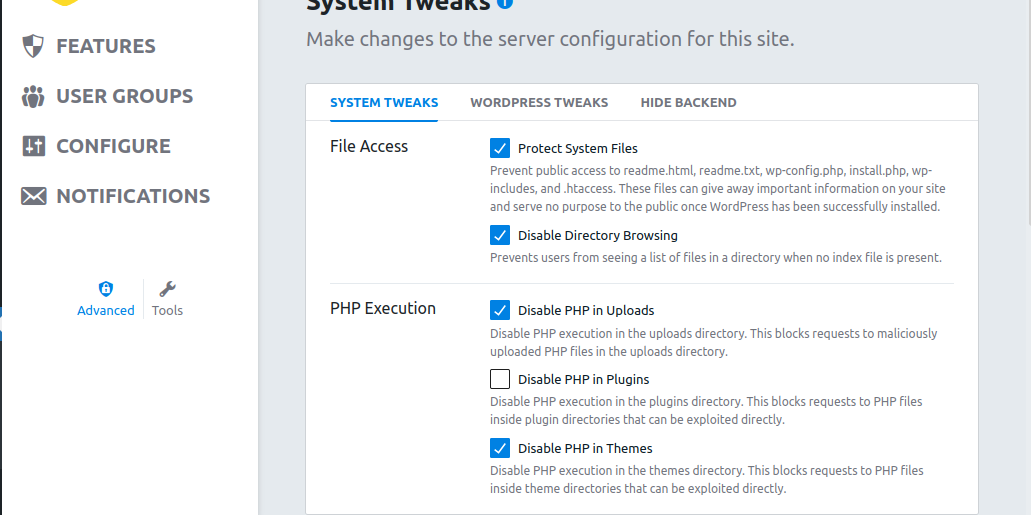 System Tweaks
Make changes to the server configuration for this site.
FEATURES
USER GROUPS
CONFIGURE
NOTIFICATIONS
Advanced
Tools
SYSTEM TWEAKS WORDPRESS TWEAKS HIDE BACKEND
File Access
Protect System Files
Prevent public access to readme.html, readme.txt, wp-config.php, install.php, wp-
includes, and .htaccess. These files can give away important information on your site
and serve no purpose to the public once WordPress has been successfully installed.
Disable Directory Browsing
Prevents users from seeing a list of files in a directory when no index file is present.
PHP Execution
Disable PHP in Uploads
Disable PHP execution in the uploads directory. This blocks requests to maliciously
uploaded PHP files in the uploads directory.
Disable PHP in Plugins
Disable PHP execution in the plugins directory. This blocks requests to PHP files
inside plugin directories that can be exploited directly.
Disable PHP in Themes
Disable PHP execution in the themes directory. This blocks requests to PHP files
inside theme directories that can be exploited directly.